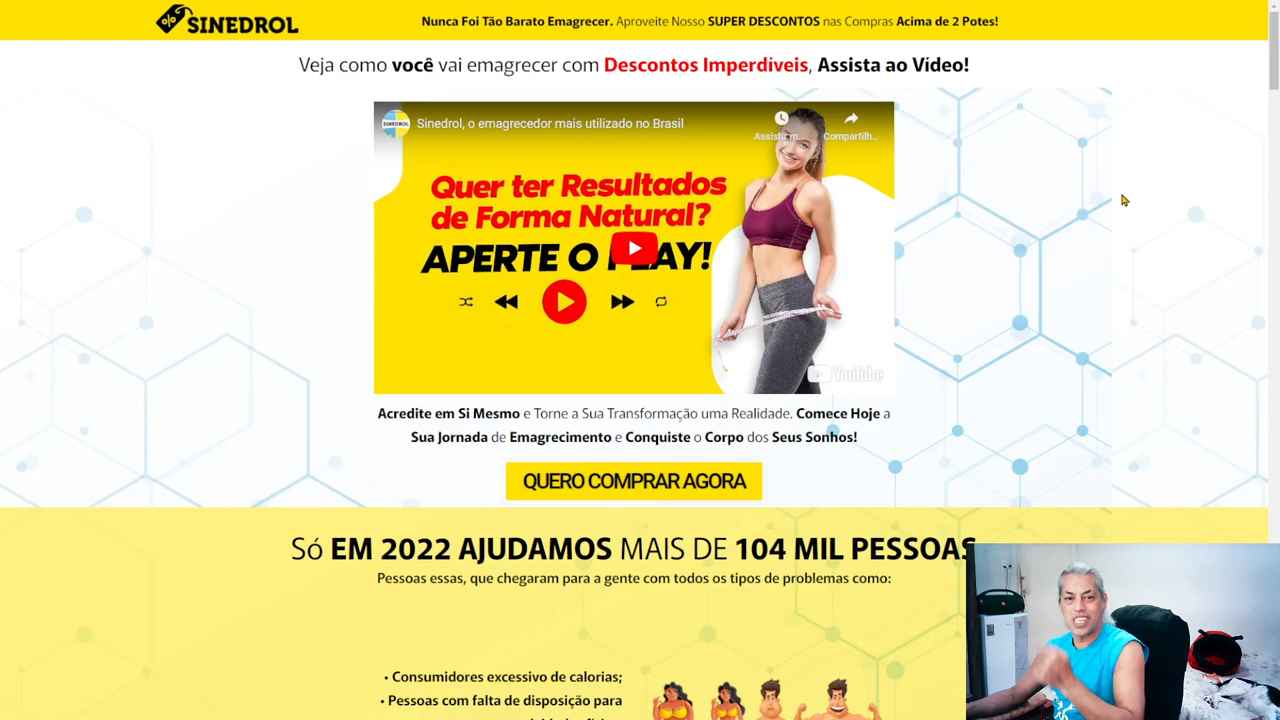 SINEDROL
Nunca Foi Tão Barato Emagrecer. Aproveite Nosso SUPER DESCONTOS nas Compras Acima de 2 Potes!
Veja como você vai emagrecer com Descontos Imperdíveis, Assista ao Vídeo!
SINEDROL
Sinedrol, o emagrecedor mais utilizado no Brasil
Assistir m...
Compartilh...
Quer ter Resultados
de Forma Natural?
APERTE O PLAY!
YouTube
Acredite em Si Mesmo e Torne a Sua Transformação uma Realidade. Comece Hoje a
Sua Jornada de Emagrecimento e Conquiste o Corpo dos Seus Sonhos!
QUERO COMPRAR AGORA
Só EM 2022 AJUDAMOS MAIS DE 104 MIL PESSOAS
Pessoas essas, que chegaram para a gente com todos os tipos de problemas como:
• Consumidores excessivo de calorias;
• Pessoas com falta de disposição para